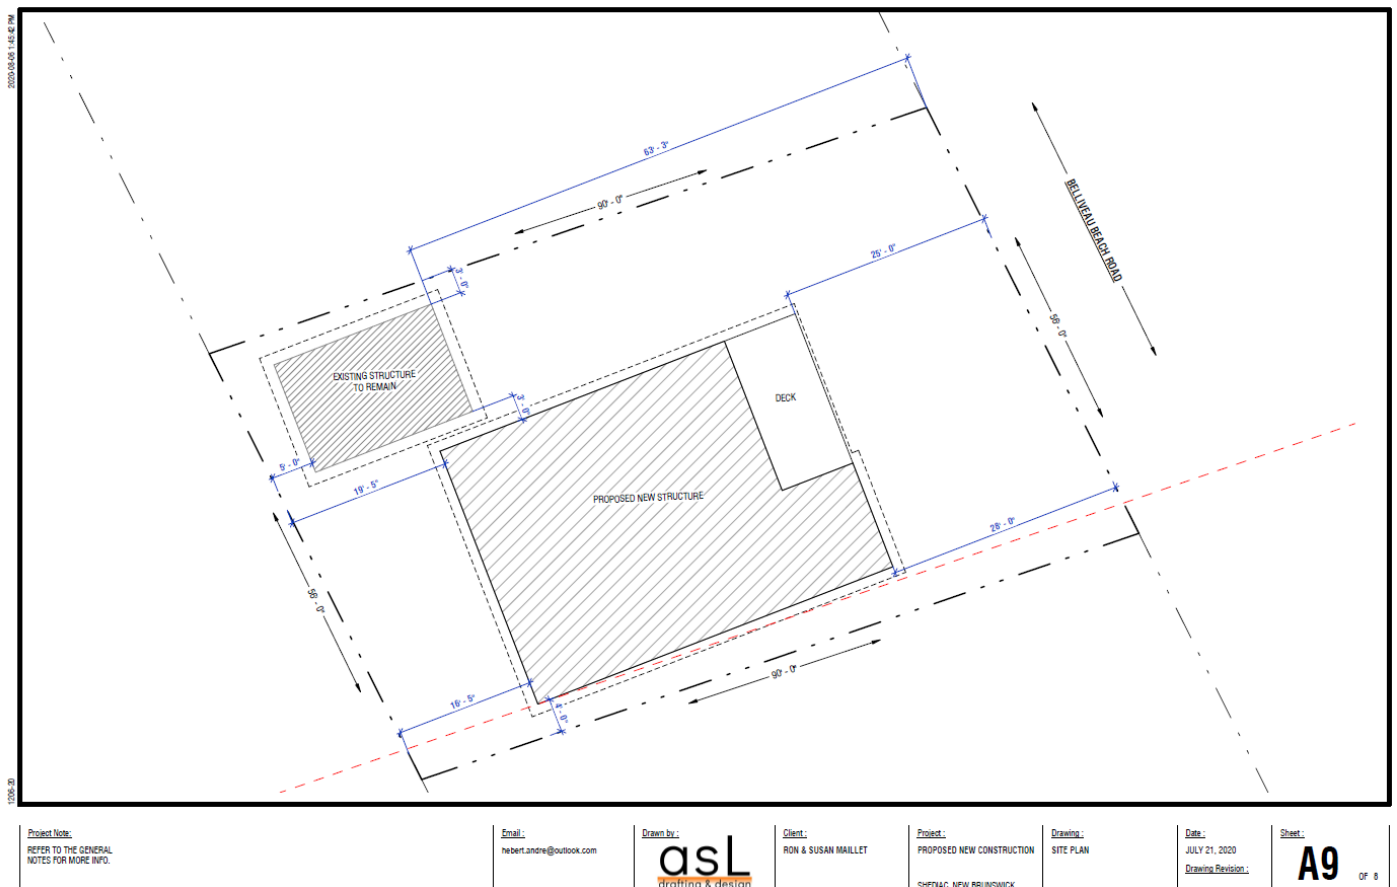 2020-08-06 1:45:42 PM
63' - 3"
90' - 0"
3' - 0"
25' - 0"
BELLIVEAU BEACH ROAD
56' - 0"
EXISTING STRUCTURE
TO REMAIN
DECK
3' - 0"
5' - 0"
19' - 5"
PROPOSED NEW STRUCTURE
28' - 0"
56' - 0"
90' - 0"
16' - 5"
4' - 0"
1206-20
Project Note:
REFER TO THE GENERAL
NOTES FOR MORE INFO.
Email :
hebert.andre@outlook.com
Drawn by :
asL
drafting & design
Client :
RON & SUSAN MAILLET
Project :
PROPOSED NEW CONSTRUCTION
SHEDIAC, NEW BRUNSWICK
Drawing :
SITE PLAN
Date :
JULY 21, 2020
Drawing Revision :
Sheet :
A9 OF 8